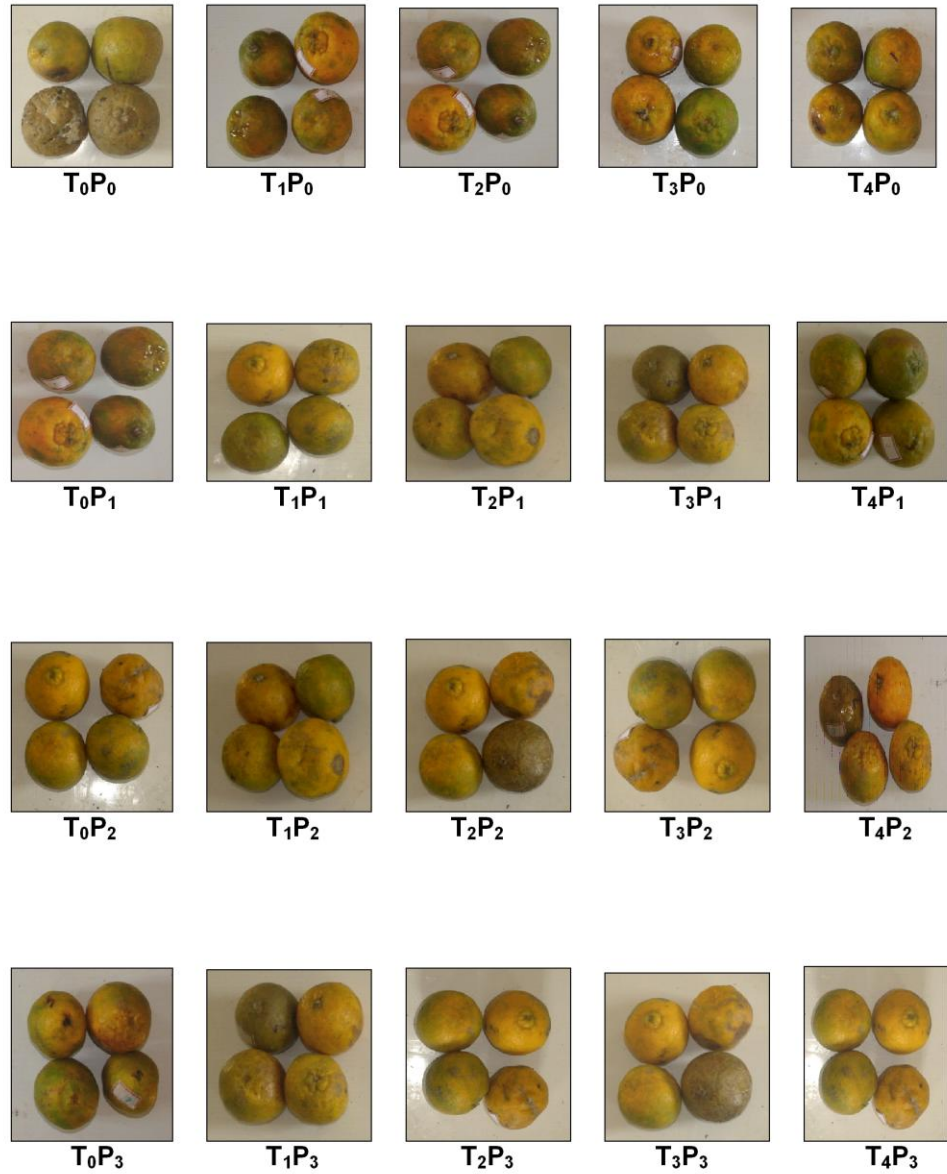 T₀P₀ T₁P₀ T₂P₀ T₃P₀ T₄P₀
T₀P₁ T₁P₁ T₂P₁ T₃P₁ T₄P₁
T₀P₂ T₁P₂ T₂P₂ T₃P₂ T₄P₂
T₀P₃ T₁P₃ T₂P₃ T₃P₃ T₄P₃